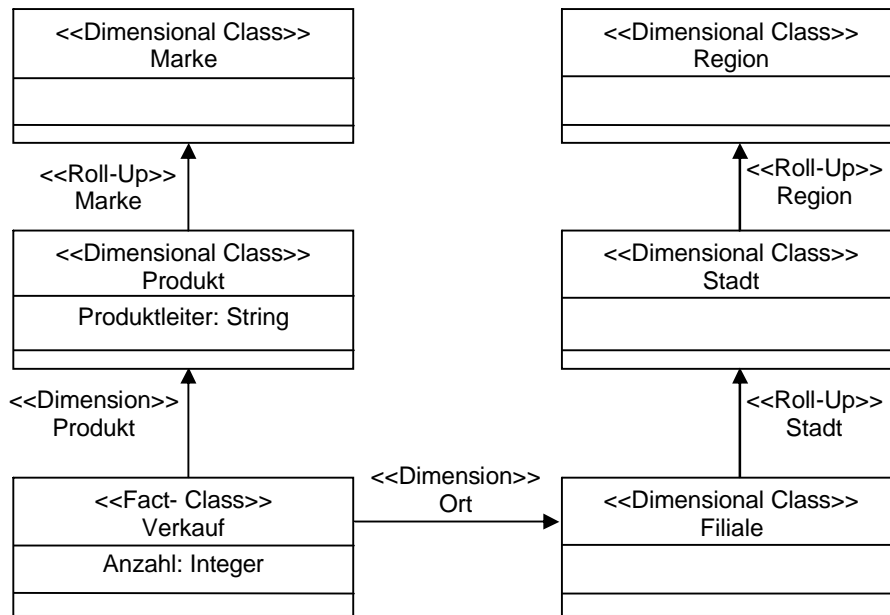 <<Dimensional Class>>
Marke
<<Dimensional Class>>
Region
<<Roll-Up>>
Marke
<<Roll-Up>>
Region
<<Dimensional Class>>
Produkt
Produktleiter: String
<<Dimensional Class>>
Stadt
<<Dimension>>
Produkt
<<Roll-Up>>
Stadt
<<Fact- Class>>
Verkauf
Anzahl: Integer
<<Dimension>>
Ort
<<Dimensional Class>>
Filiale